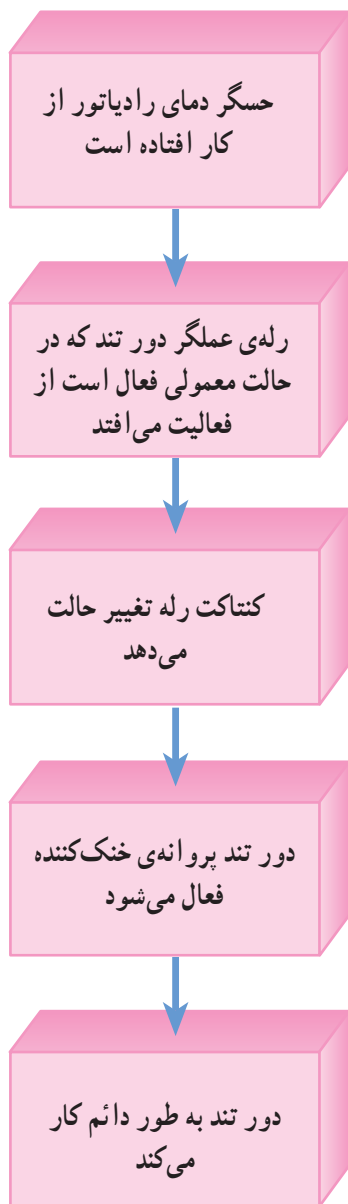 حسگر دمای رادیاتور از
کار افتاده است
رله‌ی عملگر دور تند که در
حالت معمولی فعال است از
فعالیت می‌افتد
کنتاکت رله تغییر حالت
می‌دهد
دور تند پروانه‌ی خنک‌کننده
فعال می‌شود
دور تند به طور دائم کار
می‌کند